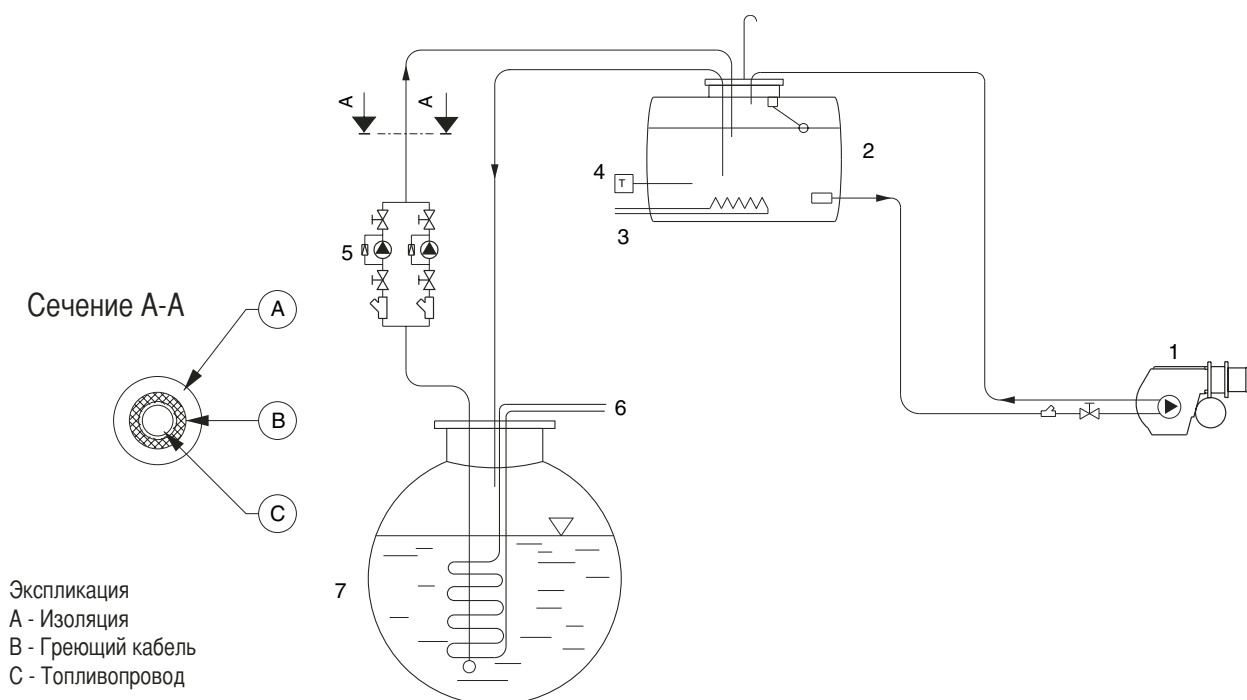 A A
2
4 T
3
5
Сечение А-А
A
1
B
6
C
7
Экспликация
A - Изоляция
B - Греющий кабель
C - Топливопровод